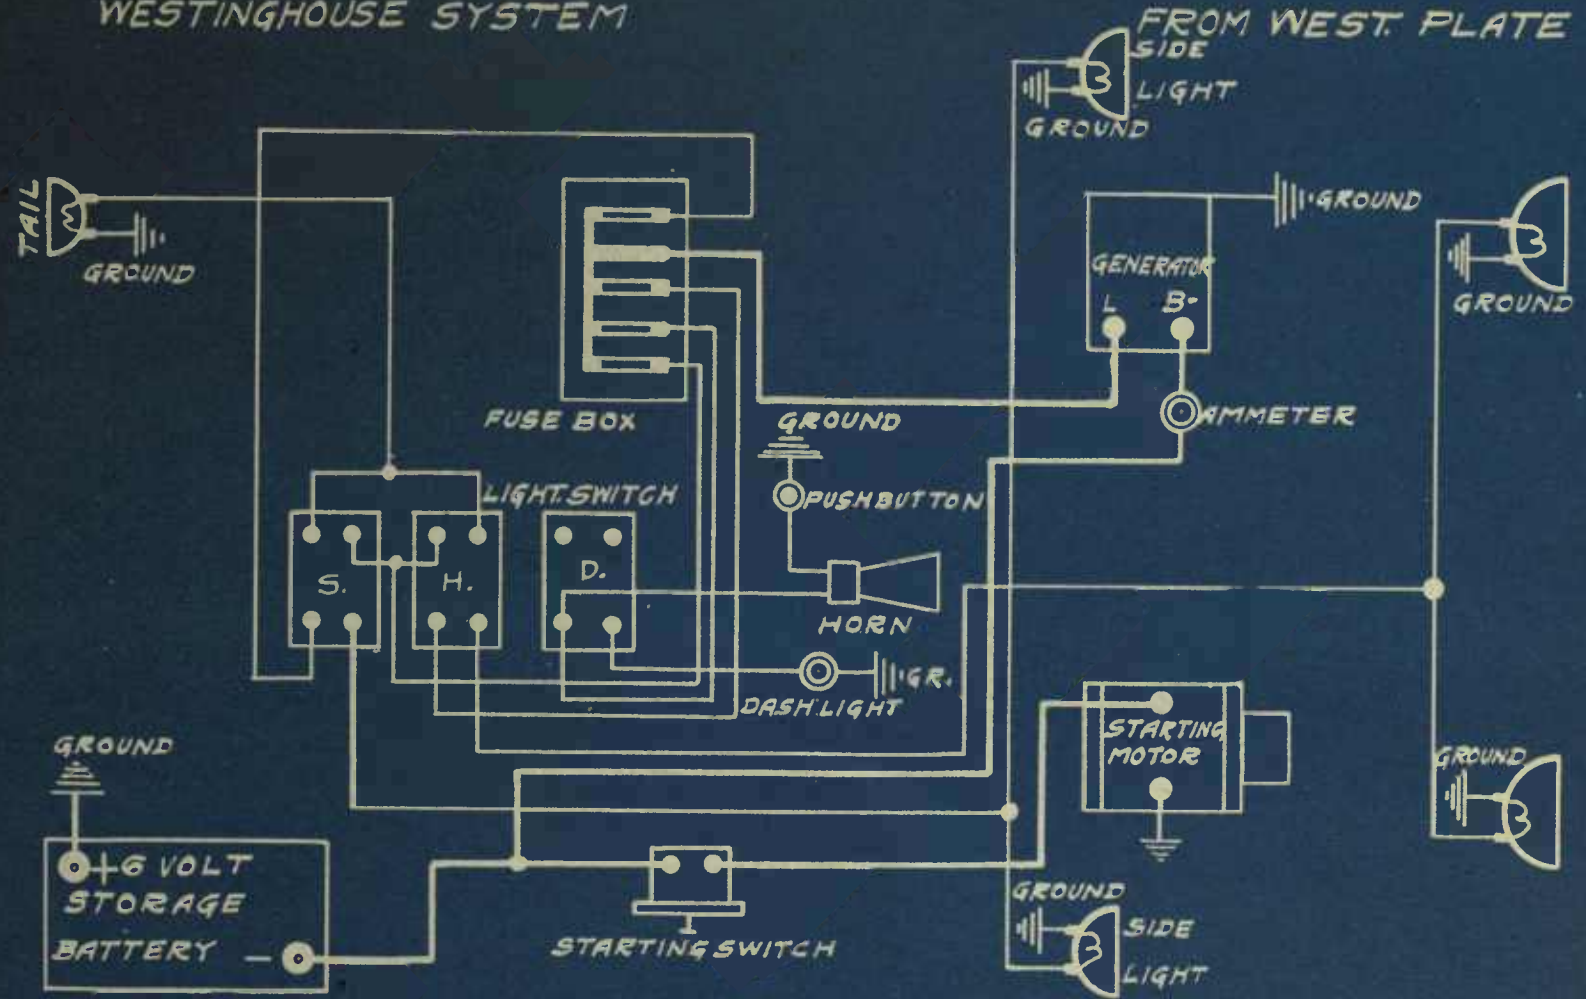 WESTINGHOUSE SYSTEM
FROM WEST. PLATE
SIDE
LIGHT
GROUND
TAIL
GROUND
GROUND
GENERATOR
L B-
GROUND
FUSE BOX
GROUND
AMMETER
LIGHT.SWITCH
PUSHBUTTON
S. H. D.
HORN
GR.
DASH.LIGHT
STARTING
MOTOR
GROUND
GROUND
+6 VOLT
STORAGE
BATTERY -
STARTING SWITCH
GROUND
SIDE
LIGHT